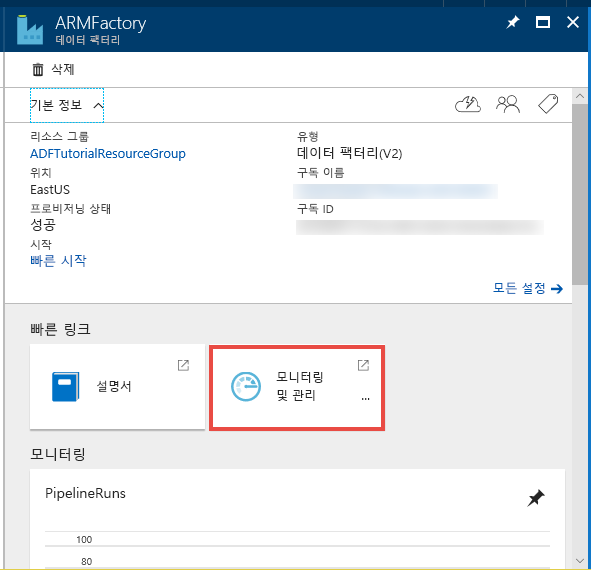 ARMFactory
데이터 팩터리
삭제
기본 정보
리소스 그룹
ADFTutorialResourceGroup
유형
데이터 팩터리(V2)
위치
EastUS
구독 이름
프로비저닝 상태
성공
구독 ID
시작
빠른 시작
모든 설정
빠른 링크
설명서
모니터링
및 관리
...
모니터링
PipelineRuns
100
80